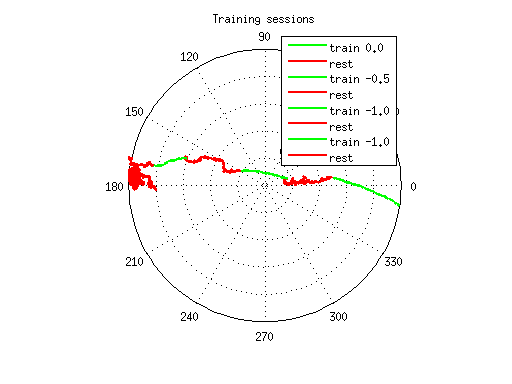 Training sessions
90
120
train 0.0
rest
train -0.5
rest
train -1.0
rest
train -1.0
rest
150
180
0
210
330
240
300
270